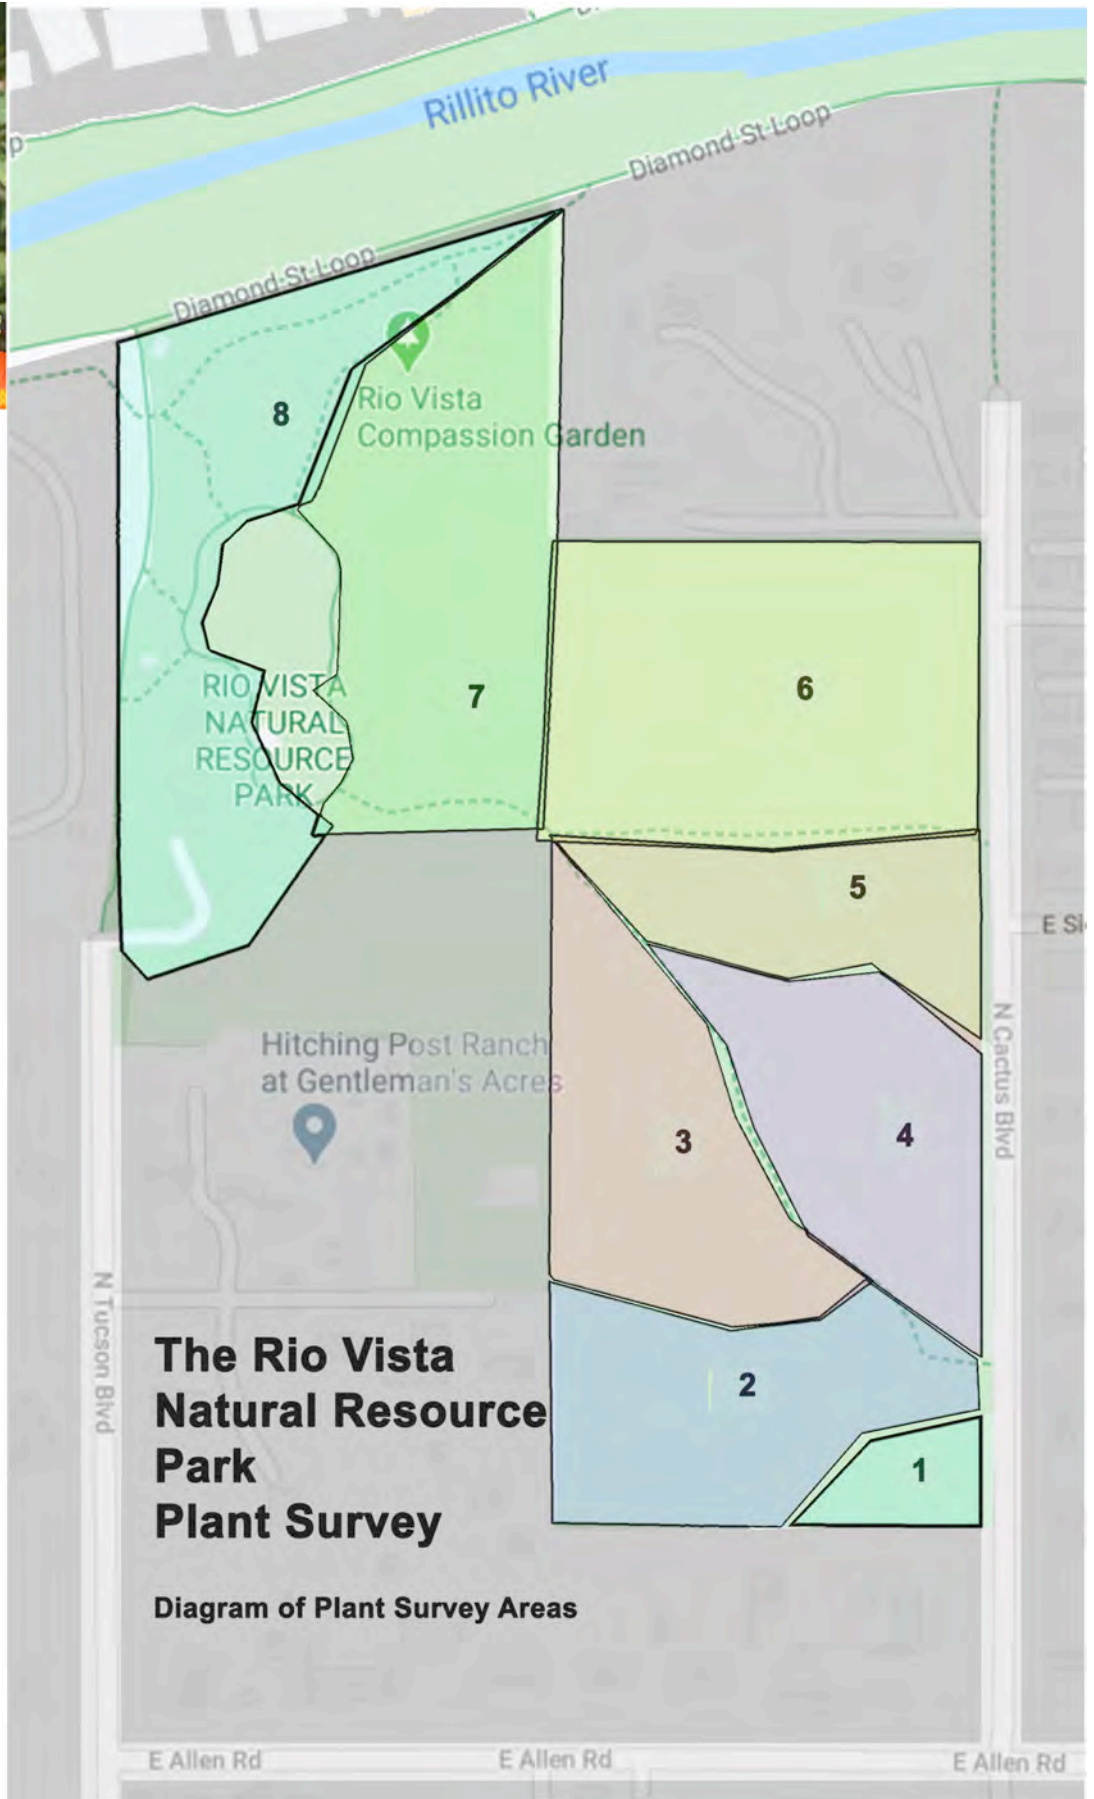 Rillito River
Diamond St Loop
Diamond St Loop
8
Rio Vista
Compassion Garden
RIO VISTA
NATURAL
RESOURCE
PARK
7
6
5
E Si
N Cactus Blvd
Hitching Post Ranch
at Gentleman's Acres
3
4
N Tucson Blvd
The Rio Vista
Natural Resource
Park
Plant Survey
2
1
Diagram of Plant Survey Areas
E Allen Rd
E Allen Rd
E Allen Rd